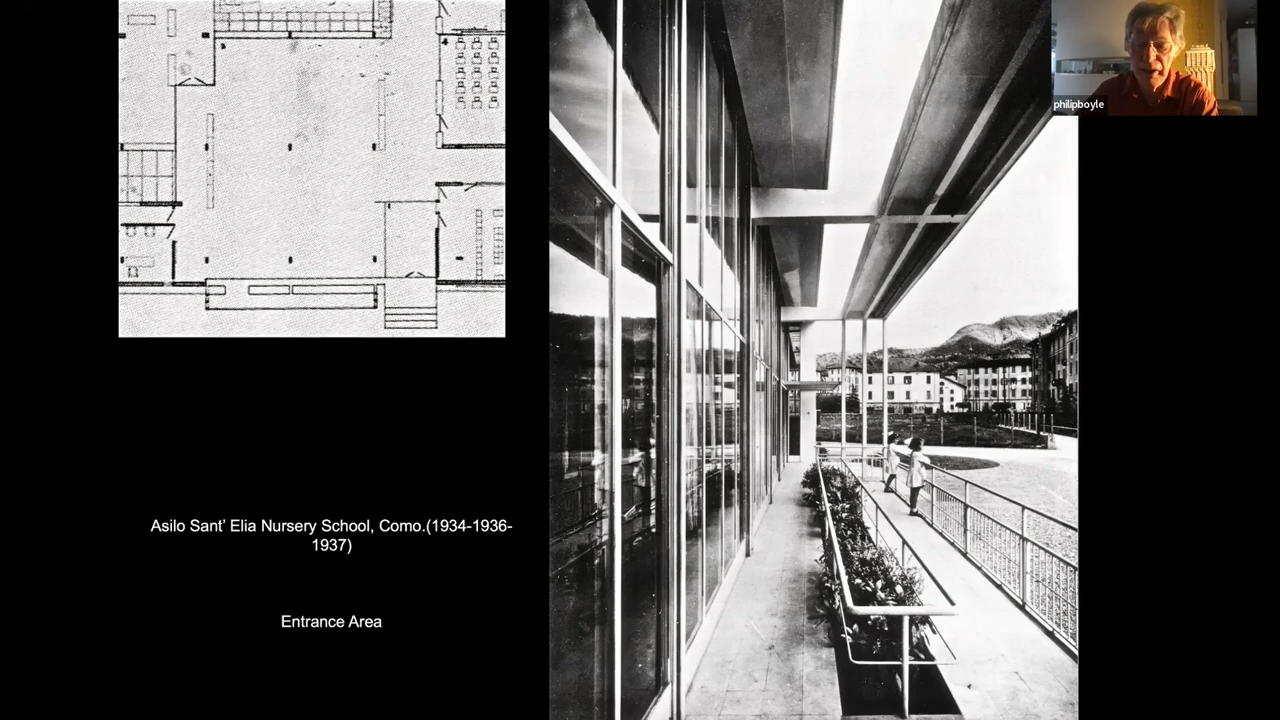 philipboyle
Asilo Sant’ Elia Nursery School, Como.(1934-1936-
1937)
Entrance Area